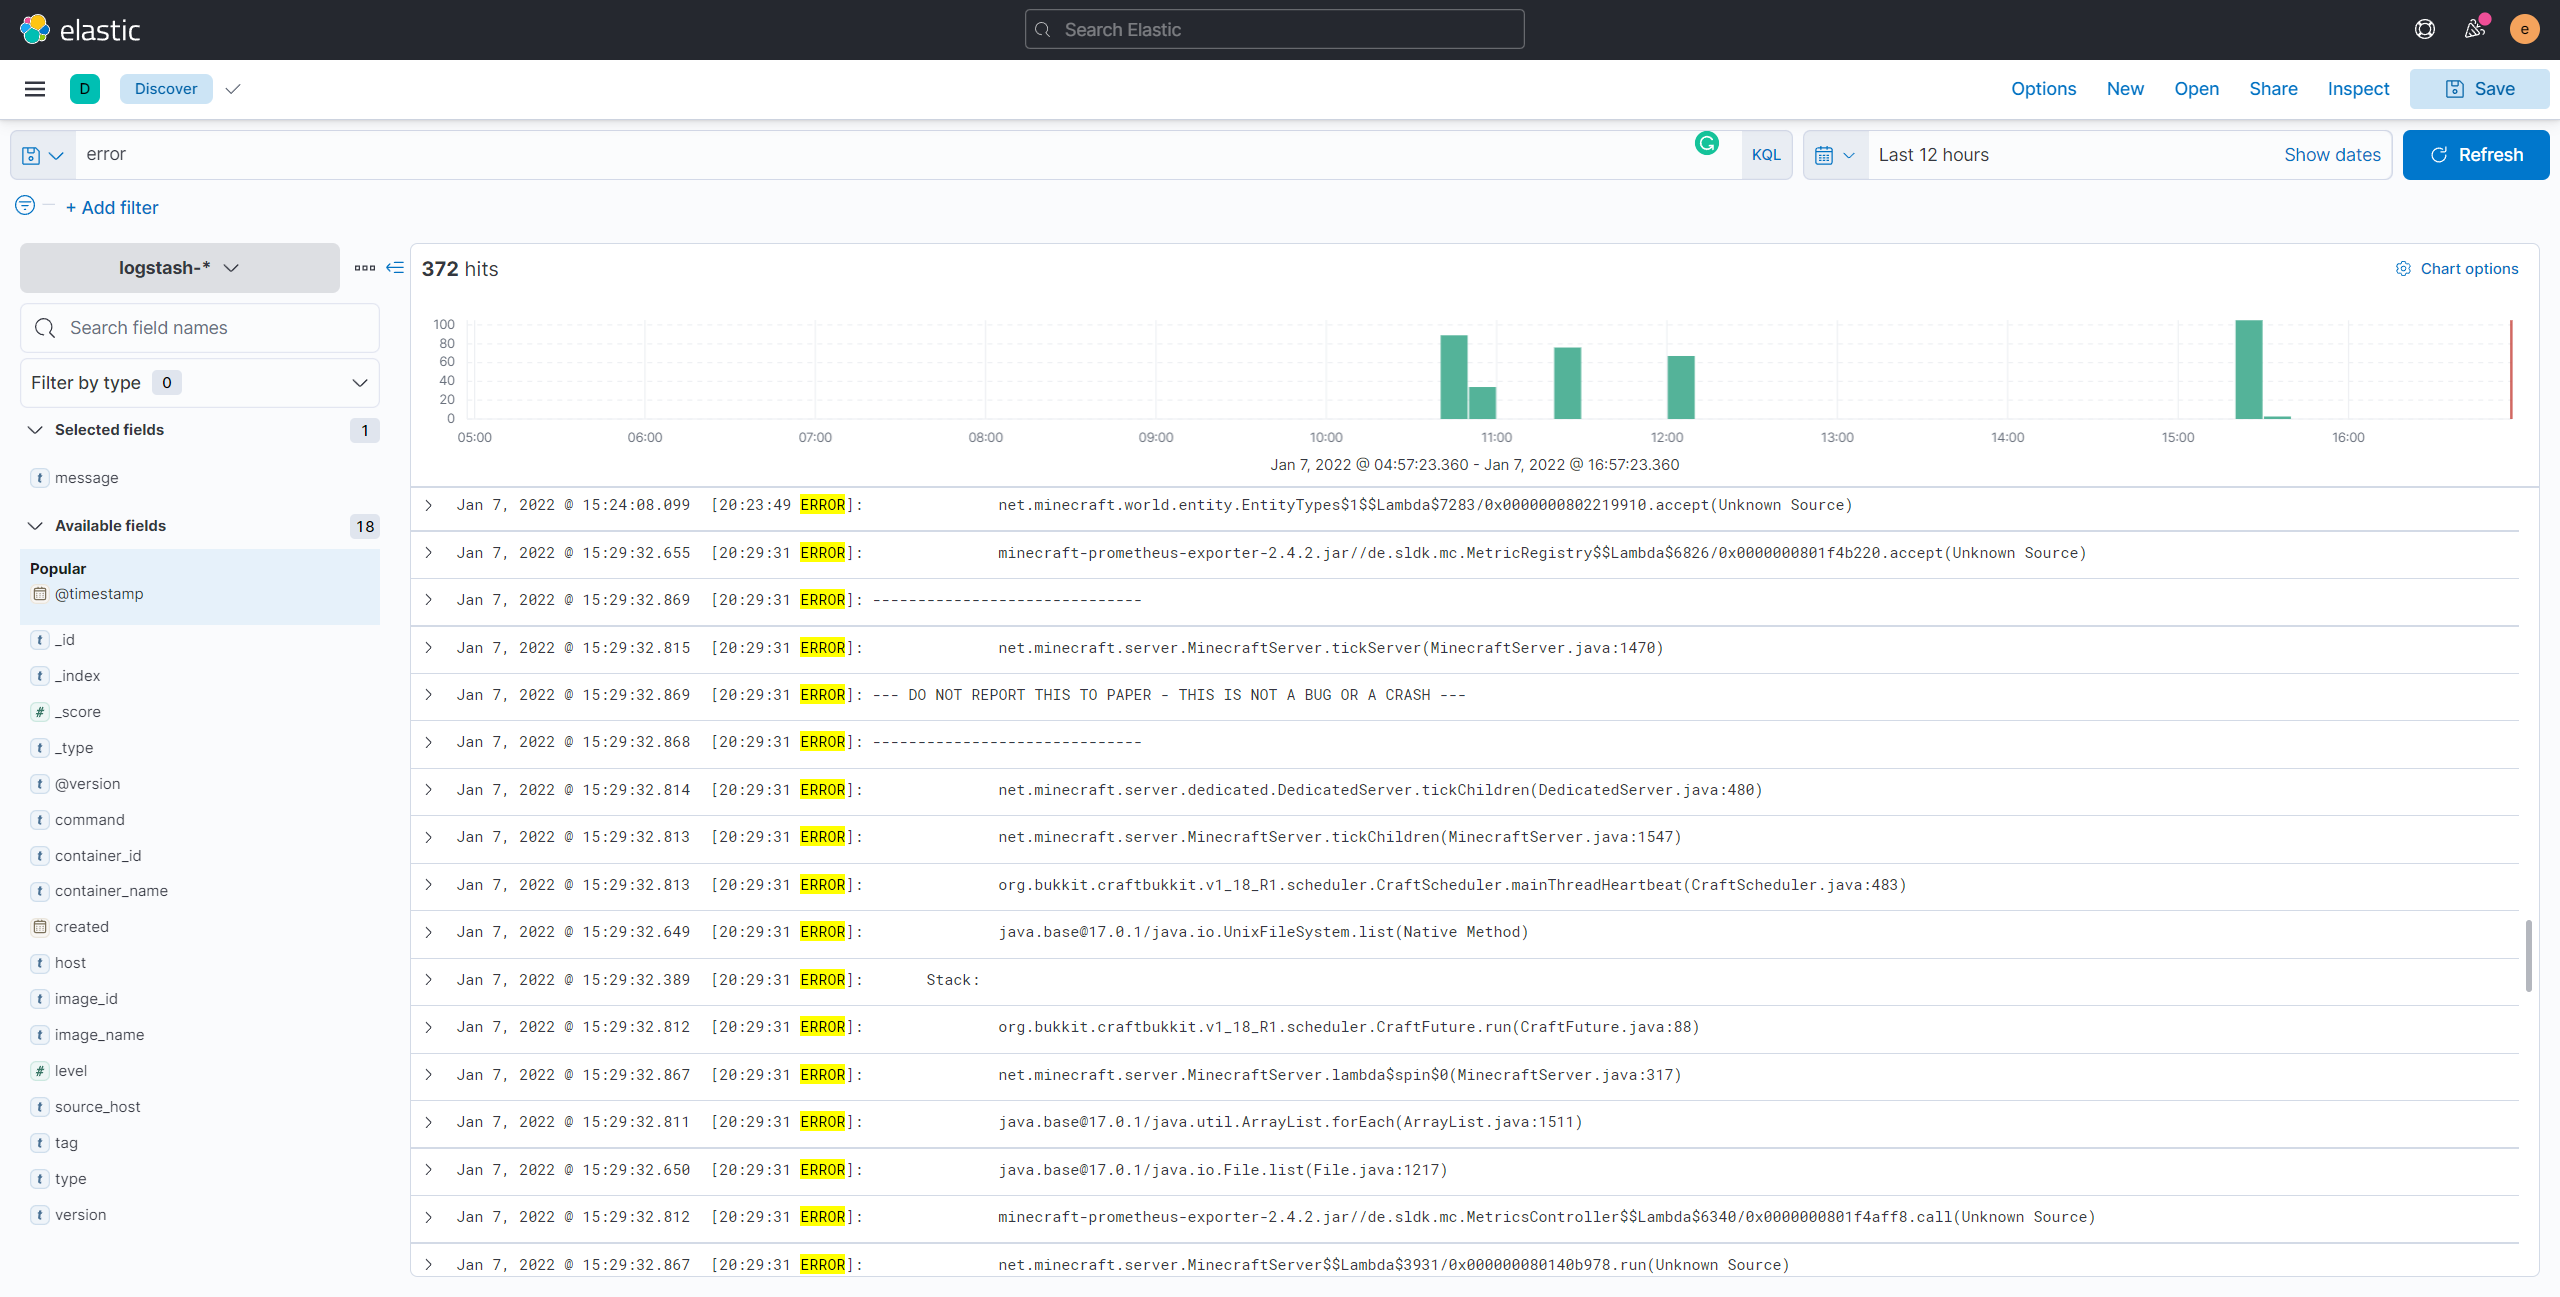 elastic
Search Elastic
e
D
Discover
Options New Open Share Inspect Save
error
KQL
Last 12 hours
Show dates
Refresh
+ Add filter
logstash-*
Search field names
Filter by type 0
Selected fields 1
t message
Available fields 18
Popular
@timestamp
t _id
t _index
# _score
t _type
t @version
t command
t container_id
t container_name
created
t host
t image_id
t image_name
# level
t source_host
t tag
t type
t version
372 hits
Chart options
100
80
60
40
20
0
05:00 06:00 07:00 08:00 09:00 10:00 11:00 12:00 13:00 14:00 15:00 16:00
Jan 7, 2022 @ 04:57:23.360 - Jan 7, 2022 @ 16:57:23.360
Jan 7, 2022 @ 15:24:08.099 [20:23:49 ERROR]: net.minecraft.world.entity.EntityTypes$1$$Lambda$7283/0x0000000802219910.accept(Unknown Source)
Jan 7, 2022 @ 15:29:32.655 [20:29:31 ERROR]: minecraft-prometheus-exporter-2.4.2.jar//de.sldk.mc.MetricRegistry$$Lambda$6826/0x0000000801f4b220.accept(Unknown Source)
Jan 7, 2022 @ 15:29:32.869 [20:29:31 ERROR]: ------------------------------
Jan 7, 2022 @ 15:29:32.815 [20:29:31 ERROR]: net.minecraft.server.MinecraftServer.tickServer(MinecraftServer.java:1470)
Jan 7, 2022 @ 15:29:32.869 [20:29:31 ERROR]: --- DO NOT REPORT THIS TO PAPER - THIS IS NOT A BUG OR A CRASH ---
Jan 7, 2022 @ 15:29:32.868 [20:29:31 ERROR]: ------------------------------
Jan 7, 2022 @ 15:29:32.814 [20:29:31 ERROR]: net.minecraft.server.dedicated.DedicatedServer.tickChildren(DedicatedServer.java:480)
Jan 7, 2022 @ 15:29:32.813 [20:29:31 ERROR]: net.minecraft.server.MinecraftServer.tickChildren(MinecraftServer.java:1547)
Jan 7, 2022 @ 15:29:32.813 [20:29:31 ERROR]: org.bukkit.craftbukkit.v1_18_R1.scheduler.CraftScheduler.mainThreadHeartbeat(CraftScheduler.java:483)
Jan 7, 2022 @ 15:29:32.649 [20:29:31 ERROR]: java.base@17.0.1/java.io.UnixFileSystem.list(Native Method)
Jan 7, 2022 @ 15:29:32.389 [20:29:31 ERROR]: Stack:
Jan 7, 2022 @ 15:29:32.812 [20:29:31 ERROR]: org.bukkit.craftbukkit.v1_18_R1.scheduler.CraftFuture.run(CraftFuture.java:88)
Jan 7, 2022 @ 15:29:32.867 [20:29:31 ERROR]: net.minecraft.server.MinecraftServer.lambda$spin$0(MinecraftServer.java:317)
Jan 7, 2022 @ 15:29:32.811 [20:29:31 ERROR]: java.base@17.0.1/java.util.ArrayList.forEach(ArrayList.java:1511)
Jan 7, 2022 @ 15:29:32.650 [20:29:31 ERROR]: java.base@17.0.1/java.io.File.list(File.java:1217)
Jan 7, 2022 @ 15:29:32.812 [20:29:31 ERROR]: minecraft-prometheus-exporter-2.4.2.jar//de.sldk.mc.MetricsController$$Lambda$6340/0x0000000801f4aff8.call(Unknown Source)
Jan 7, 2022 @ 15:29:32.867 [20:29:31 ERROR]: net.minecraft.server.MinecraftServer$$Lambda$3931/0x000000080140b978.run(Unknown Source)